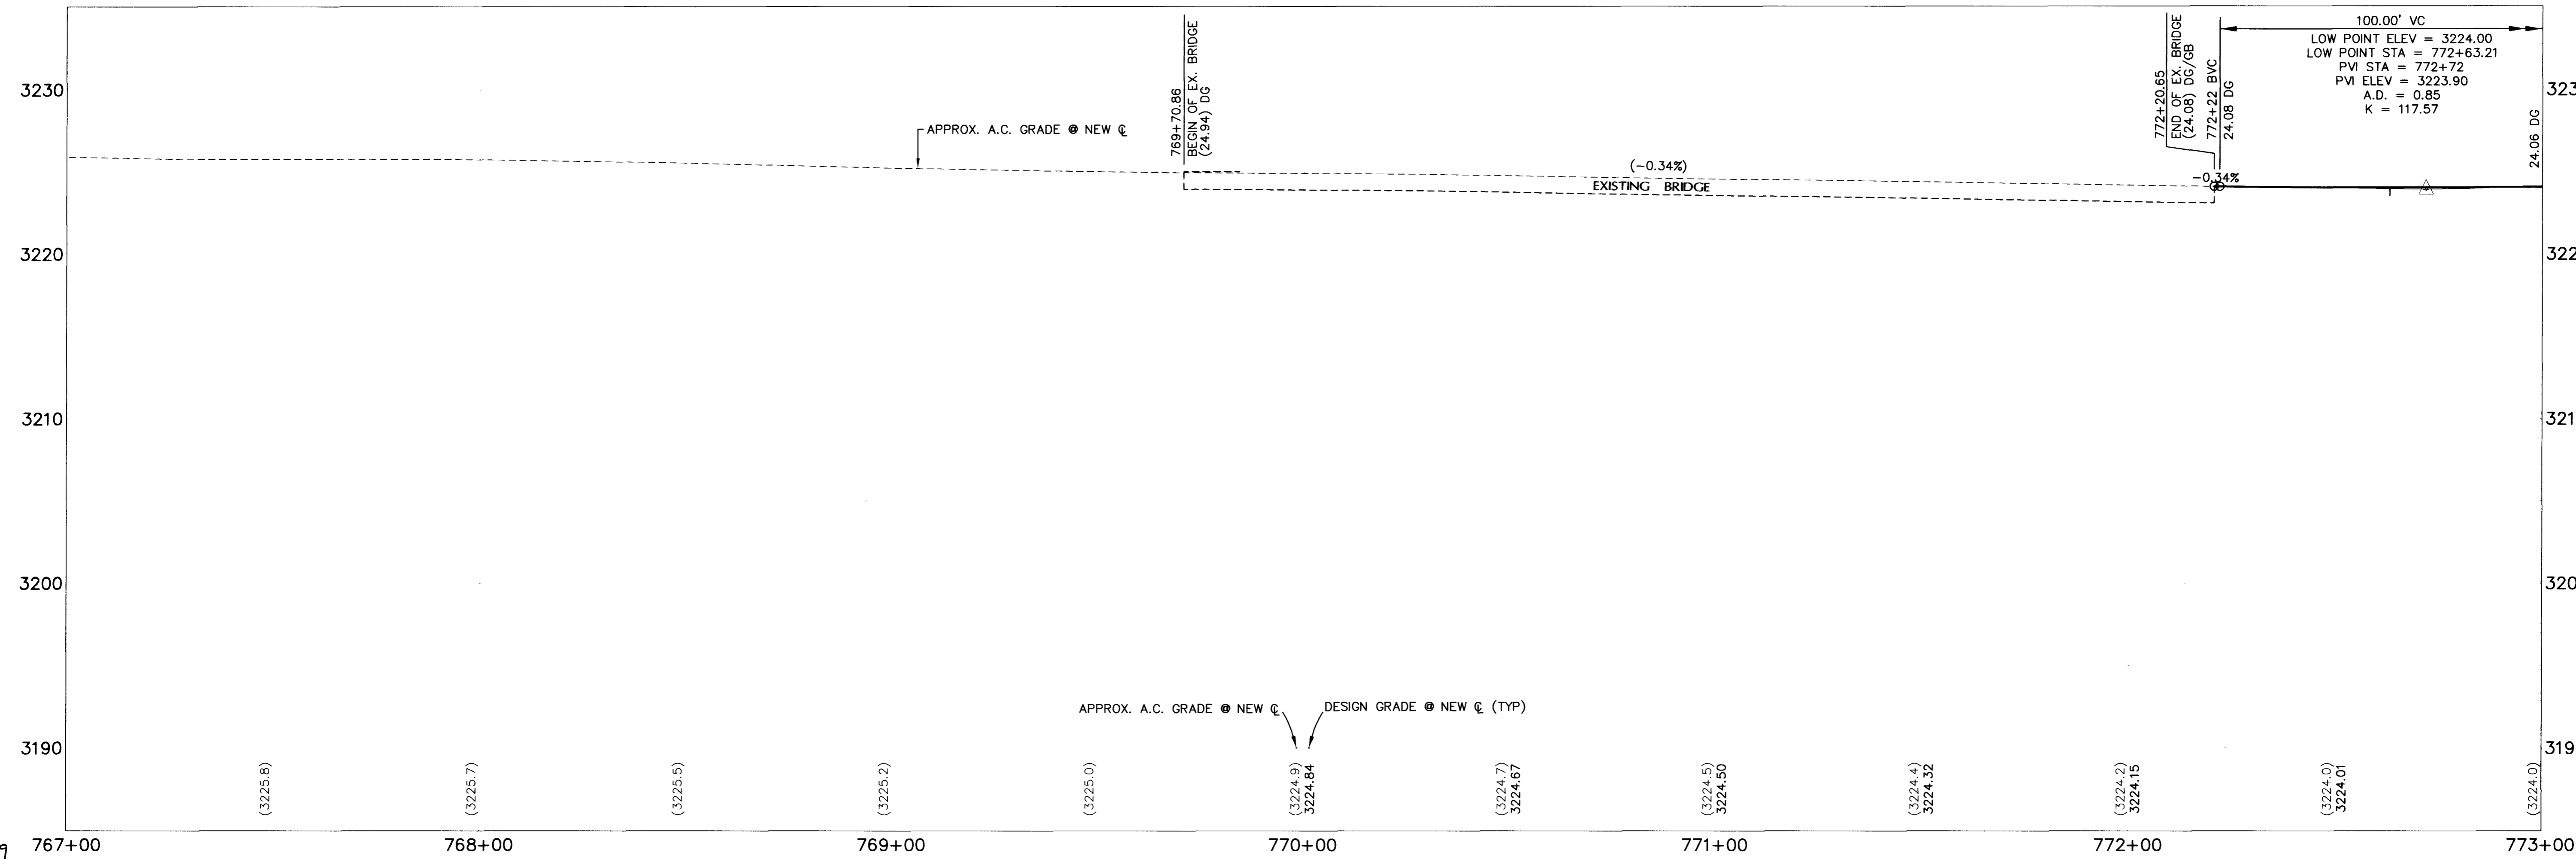 100.00' VC
LOW POINT ELEV = 3224.00
LOW POINT STA = 772+63.21
PVI STA = 772+72
PVI ELEV = 3223.90
A.D. = 0.85
K = 117.57
769+70.86
BEGIN OF EX. BRIDGE
(24.94) DG
772+20.65
END OF EX. BRIDGE
(24.08) DG/GB
772+22 BVC
24.08 DG
24.06 DG
3230
323
APPROX. A.C. GRADE @ NEW ℄
(-0.34%)
-0.34%
EXISTING BRIDGE
3220
322
3210
321
3200
320
APPROX. A.C. GRADE @ NEW ℄
DESIGN GRADE @ NEW ℄ (TYP)
3190
319
(3225.8)
(3225.7)
(3225.5)
(3225.2)
(3225.0)
(3224.9)
3224.84
(3224.7)
3224.67
(3224.5)
3224.50
(3224.4)
3224.32
(3224.2)
3224.15
(3224.0)
3224.01
(3224.0)
9
767+00
768+00
769+00
770+00
771+00
772+00
773+00